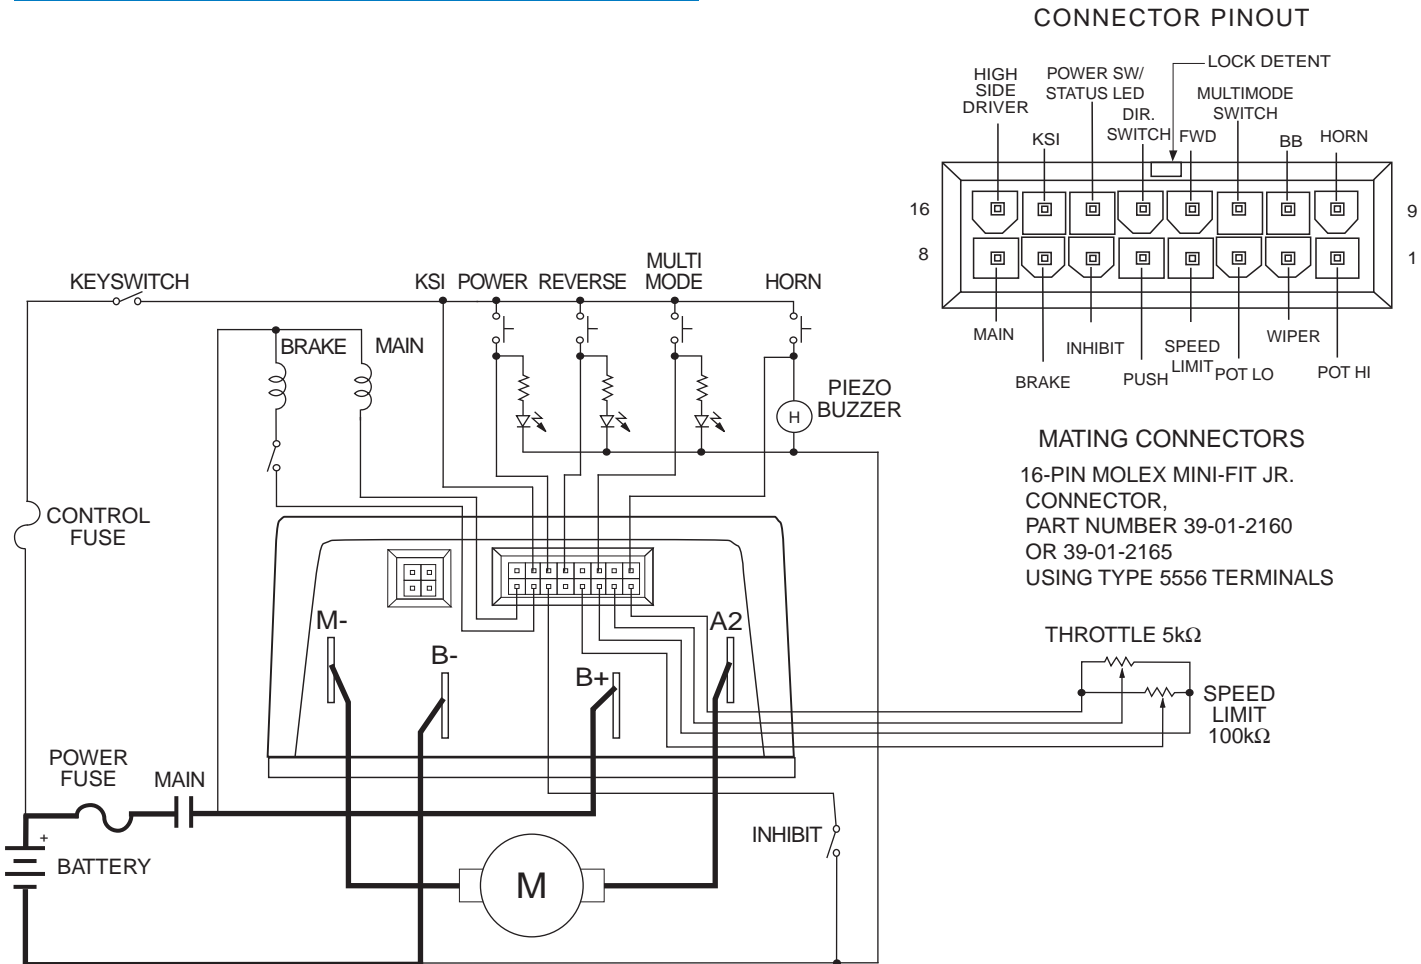 CONNECTOR PINOUT
LOCK DETENT
HIGH
SIDE
DRIVER
KSI
POWER SW/
STATUS LED
DIR.
SWITCH
FWD
MULTIMODE
SWITCH
BB
HORN
16
9
8
1
MAIN
BRAKE
INHIBIT
PUSH
SPEED
LIMIT
POT LO
WIPER
POT HI
KEYSWITCH
KSI
POWER
REVERSE
MULTI
MODE
HORN
BRAKE
MAIN
PIEZO
BUZZER
H
CONTROL
FUSE
MATING CONNECTORS
16-PIN MOLEX MINI-FIT JR.
CONNECTOR,
PART NUMBER 39-01-2160
OR 39-01-2165
USING TYPE 5556 TERMINALS
M-
B-
B+
A2
THROTTLE 5kΩ
SPEED
LIMIT
100kΩ
POWER
FUSE
MAIN
INHIBIT
+
BATTERY
M